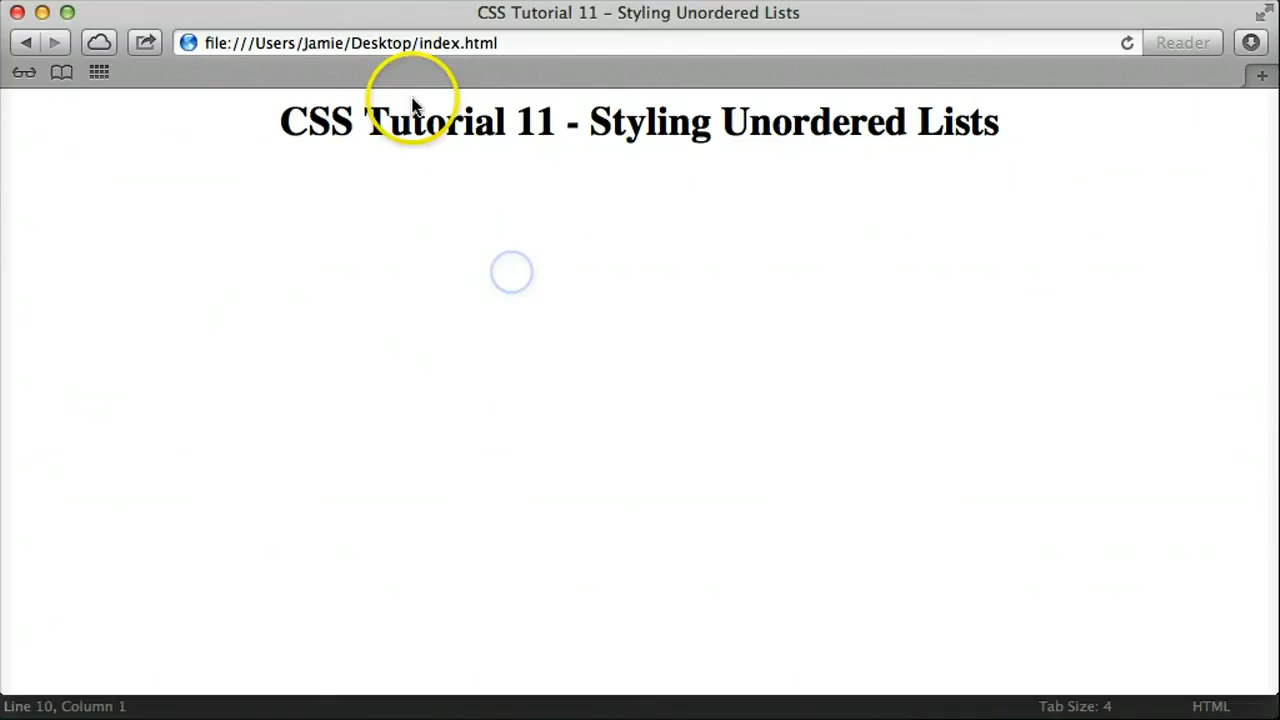 CSS Tutorial 11 – Styling Unordered Lists
file:///Users/Jamie/Desktop/index.html
Reader
CSS Tutorial 11 - Styling Unordered Lists
Line 10, Column 1
Tab Size: 4
HTML